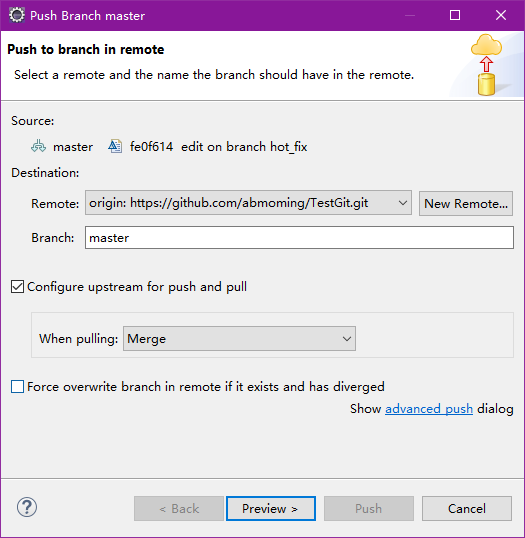 Push Branch master
Push to branch in remote
Select a remote and the name the branch should have in the remote.
Source:
master fe0f614 edit on branch hot_fix
Destination:
Remote: origin: https://github.com/abmoming/TestGit.git New Remote...
Branch: master
Configure upstream for push and pull
When pulling: Merge
Force overwrite branch in remote if it exists and has diverged
Show advanced push dialog
? < Back Preview > Push Cancel